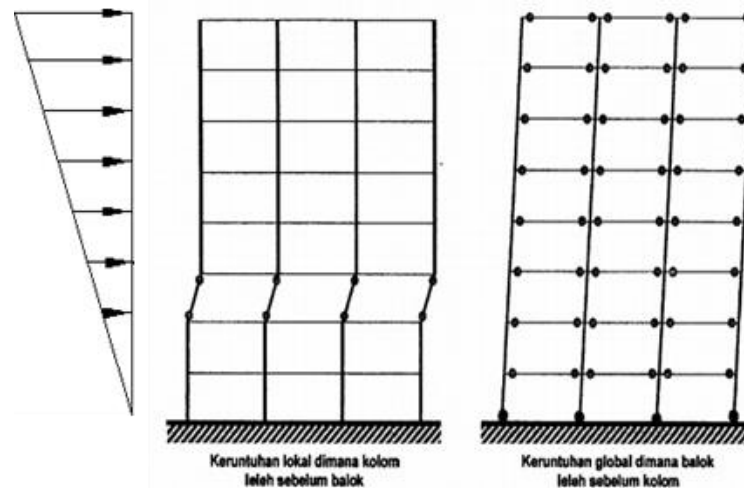 Keruntuhan lokal dimana kolom
leleh sebelum balok
Keruntuhan global dimana balok
leleh sebelum kolom